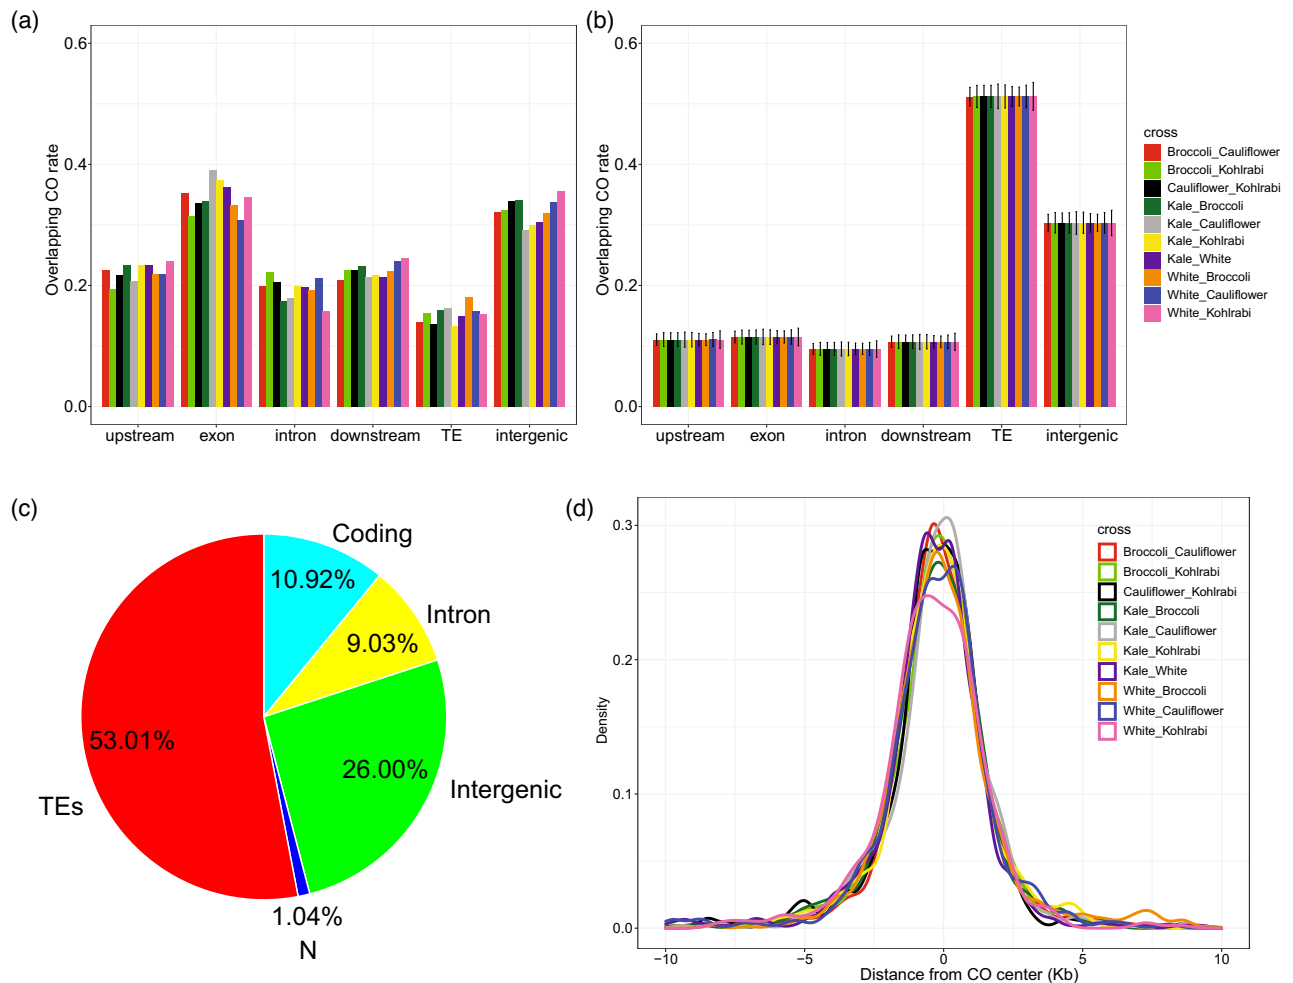 (a)
0.6
0.4
0.2
0.0
Overlapping CO rate
upstream exon intron downstream TE intergenic
(b)
0.6
0.4
0.2
0.0
Overlapping CO rate
upstream exon intron downstream TE intergenic
cross
Broccoli_Cauliflower
Broccoli_Kohlrabi
Cauliflower_Kohlrabi
Kale_Broccoli
Kale_Cauliflower
Kale_Kohlrabi
Kale_White
White_Broccoli
White_Cauliflower
White_Kohlrabi
(c)
Coding
10.92%
Intron
9.03%
53.01%
26.00%
Intergenic
TEs
1.04%
N
(d)
0.3
0.2
0.1
0.0
Density
cross
Broccoli_Cauliflower
Broccoli_Kohlrabi
Cauliflower_Kohlrabi
Kale_Broccoli
Kale_Cauliflower
Kale_Kohlrabi
Kale_White
White_Broccoli
White_Cauliflower
White_Kohlrabi
−10 −5 0 5 10
Distance from CO center (Kb)